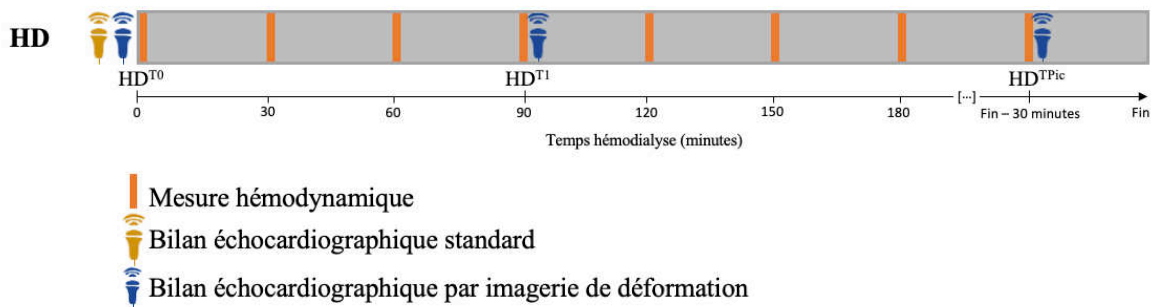 HD
HD^T0 HD^T1 HD^TPic
0 30 60 90 120 150 180 [...] Fin – 30 minutes Fin
Temps hémodialyse (minutes)
Mesure hémodynamique
Bilan échocardiographique standard
Bilan échocardiographique par imagerie de déformation